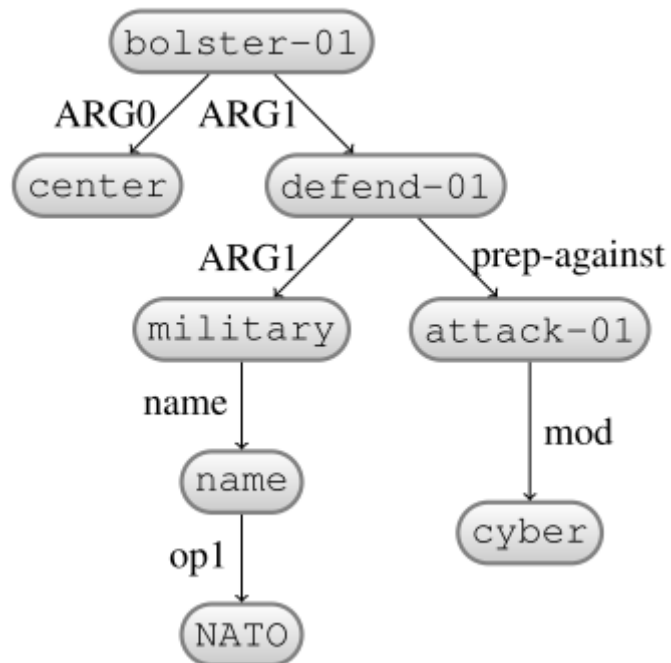 bolster-01
ARG0 ARG1
center defend-01
ARG1 prep-against
military attack-01
name mod
name cyber
op1
NATO